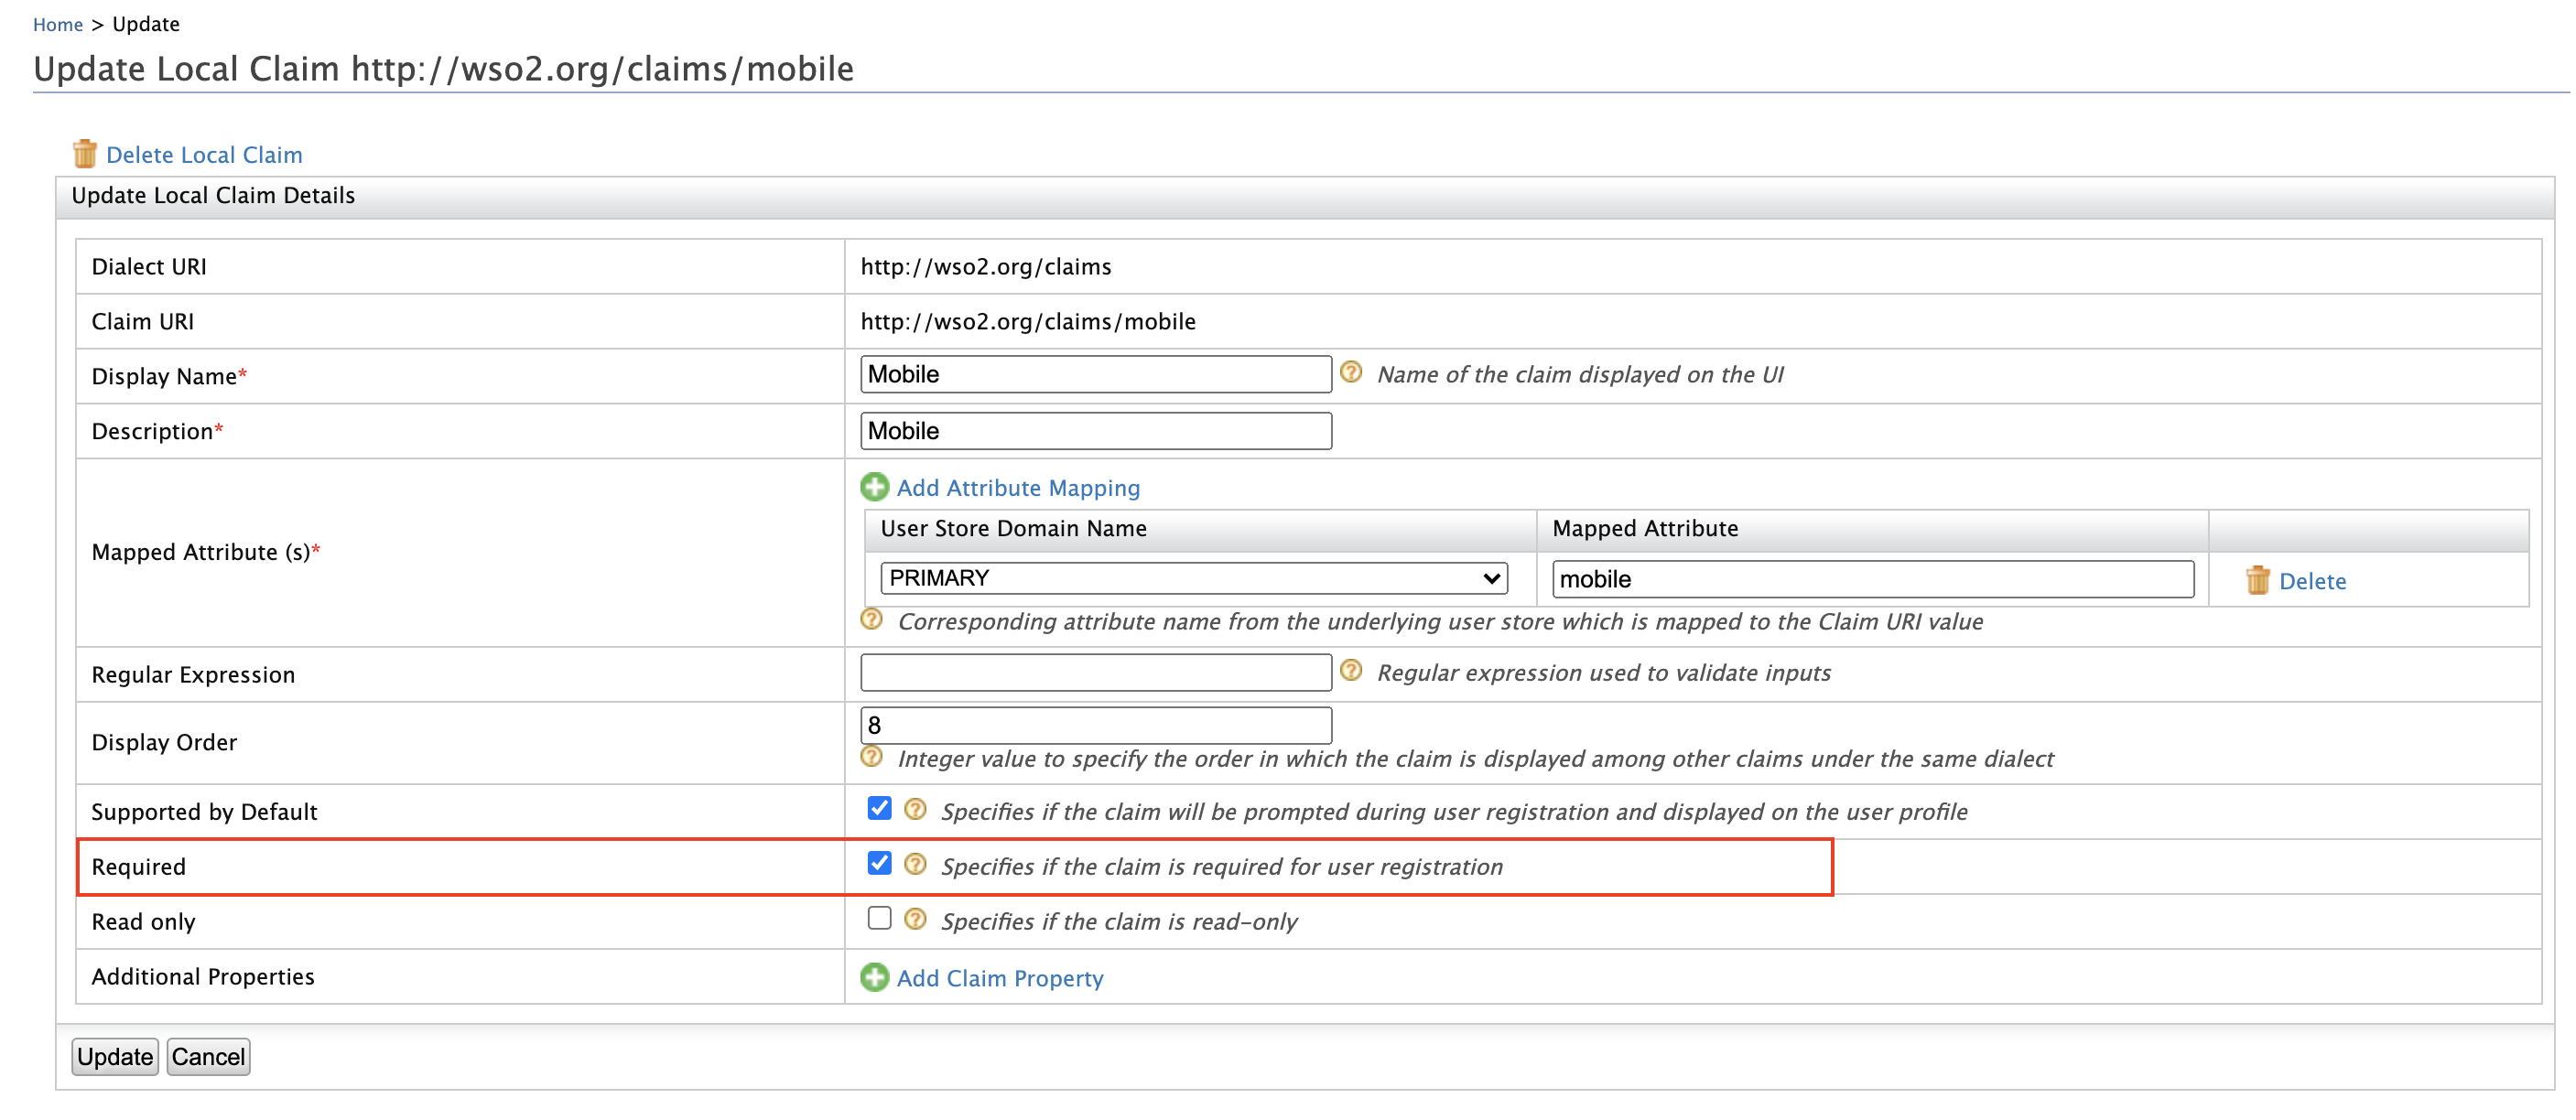 Home > Update
Update Local Claim http://wso2.org/claims/mobile
Delete Local Claim
Update Local Claim Details
Dialect URI http://wso2.org/claims
Claim URI http://wso2.org/claims/mobile
Display Name* Mobile ? Name of the claim displayed on the UI
Description* Mobile
Mapped Attribute (s)*
Add Attribute Mapping
User Store Domain Name Mapped Attribute
PRIMARY mobile Delete
? Corresponding attribute name from the underlying user store which is mapped to the Claim URI value
Regular Expression ? Regular expression used to validate inputs
Display Order 8
? Integer value to specify the order in which the claim is displayed among other claims under the same dialect
Supported by Default ? Specifies if the claim will be prompted during user registration and displayed on the user profile
Required ? Specifies if the claim is required for user registration
Read only ? Specifies if the claim is read-only
Additional Properties Add Claim Property
Update Cancel